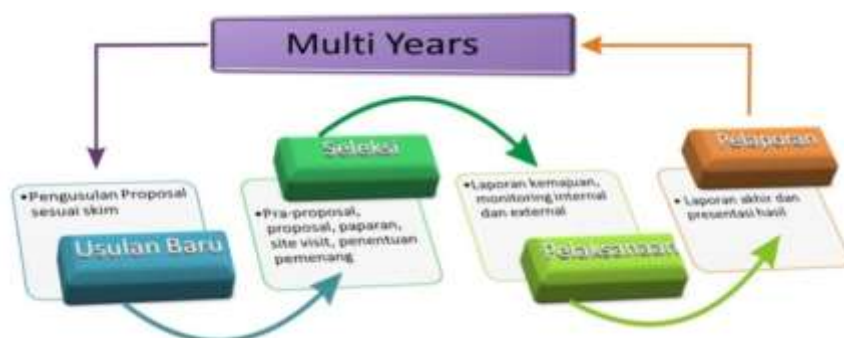 Multi Years
•Pengusulan Proposal
sesuai skim
Usulan Baru
Seleksi
•Pra-proposal,
proposal, paparan,
site visit, penentuan
pemenang
•Laporan kemajuan,
monitoring internal
dan external
Pelaksanaan
Pelaporan
• Laporan akhir dan
presentasi hasil